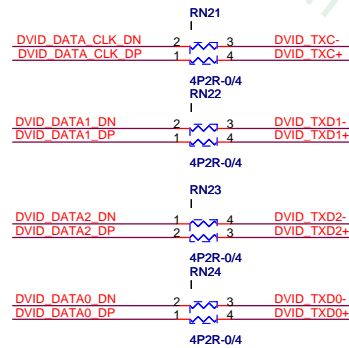 RN21
DVID_DATA_CLK_DN 2 3 DVID_TXC-
DVID_DATA_CLK_DP 1 4 DVID_TXC+
4P2R-0/4
RN22
DVID_DATA1_DN 2 3 DVID_TXD1-
DVID_DATA1_DP 1 4 DVID_TXD1+
4P2R-0/4
RN23
DVID_DATA2_DN 1 4 DVID_TXD2-
DVID_DATA2_DP 2 3 DVID_TXD2+
4P2R-0/4
RN24
DVID_DATA0_DN 2 3 DVID_TXD0-
DVID_DATA0_DP 1 4 DVID_TXD0+
4P2R-0/4